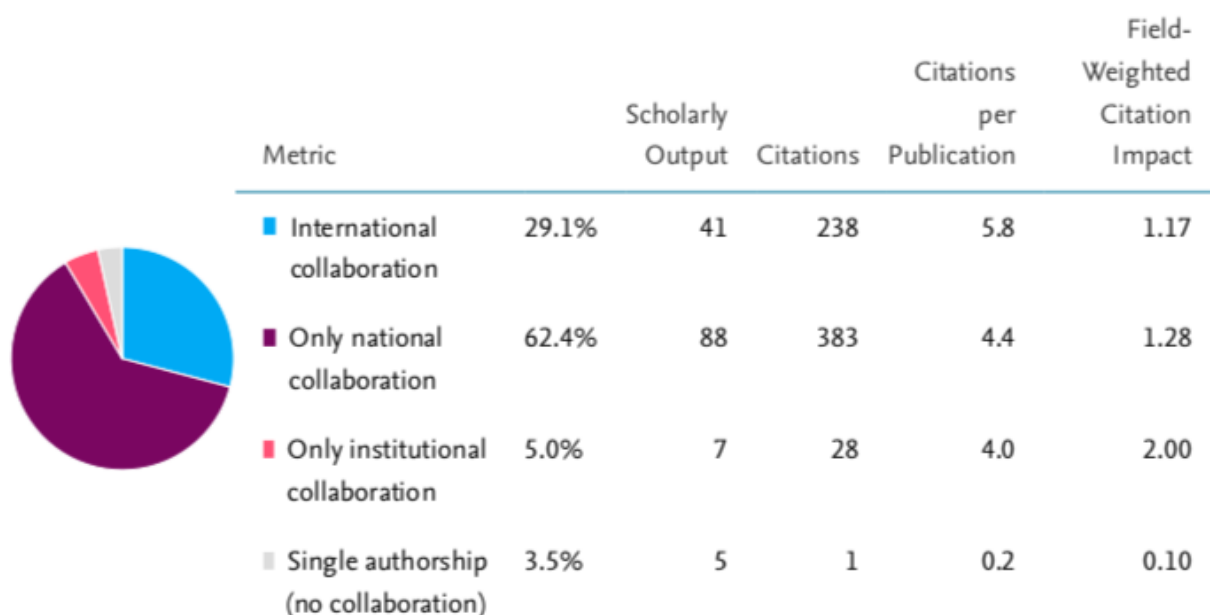 Field-
Citations Weighted
Scholarly per Citation
Metric Output Citations Publication Impact
International 29.1% 41 238 5.8 1.17
collaboration
Only national 62.4% 88 383 4.4 1.28
collaboration
Only institutional 5.0% 7 28 4.0 2.00
collaboration
Single authorship 3.5% 5 1 0.2 0.10
(no collaboration)